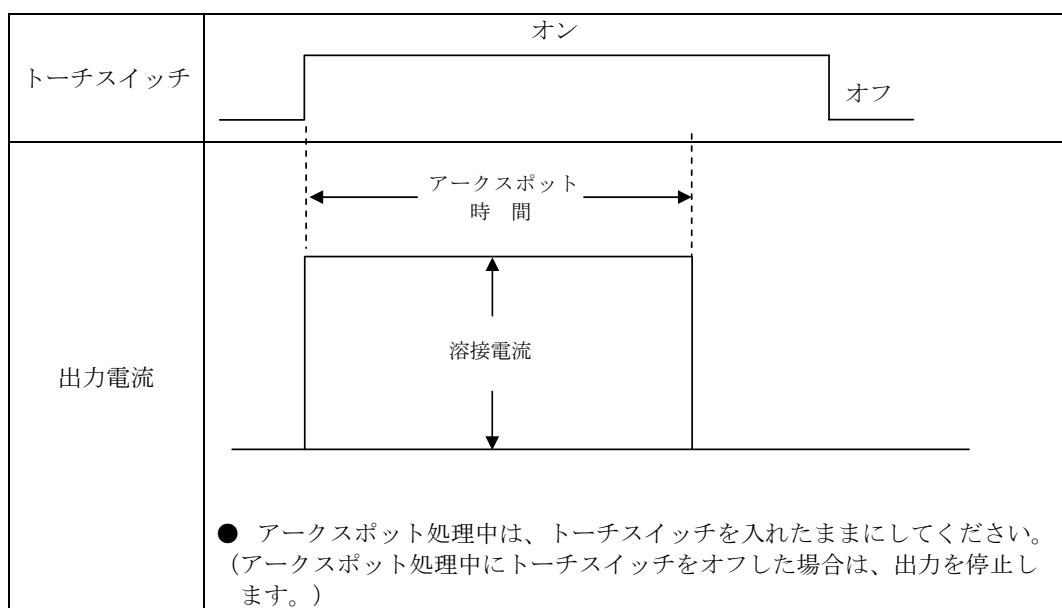 オン
トーチスイッチ
オフ
アークスポット
時　間
溶接電流
出力電流
●　アークスポット処理中は、トーチスイッチを入れたままにしてください。
（アークスポット処理中にトーチスイッチをオフした場合は、出力を停止し
ます。）